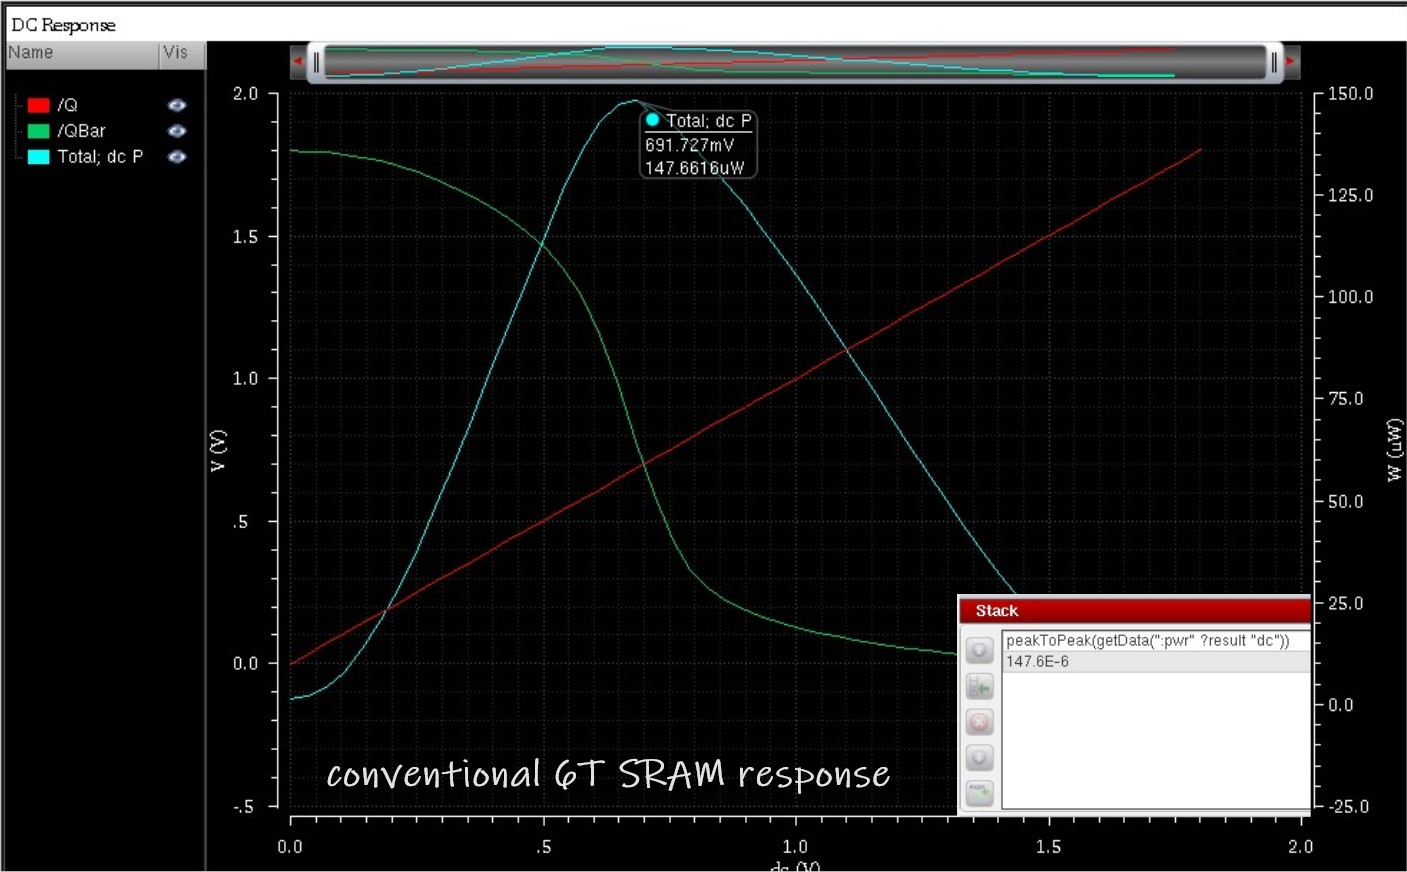 DC Response
Name Vis
/Q
/QBar
Total; dc P
2.0
1.5
1.0
.5
0.0
-.5
V (V)
Total; dc P
691.727mV
147.6616uW
150.0
125.0
100.0
75.0
50.0
25.0
0.0
-25.0
W (uW)
Stack
peakToPeak(getData(":pwr" ?result "dc"))
147.6E-6
expr
conventional 6T SRAM response
0.0 .5 1.0 1.5 2.0
dc (V)